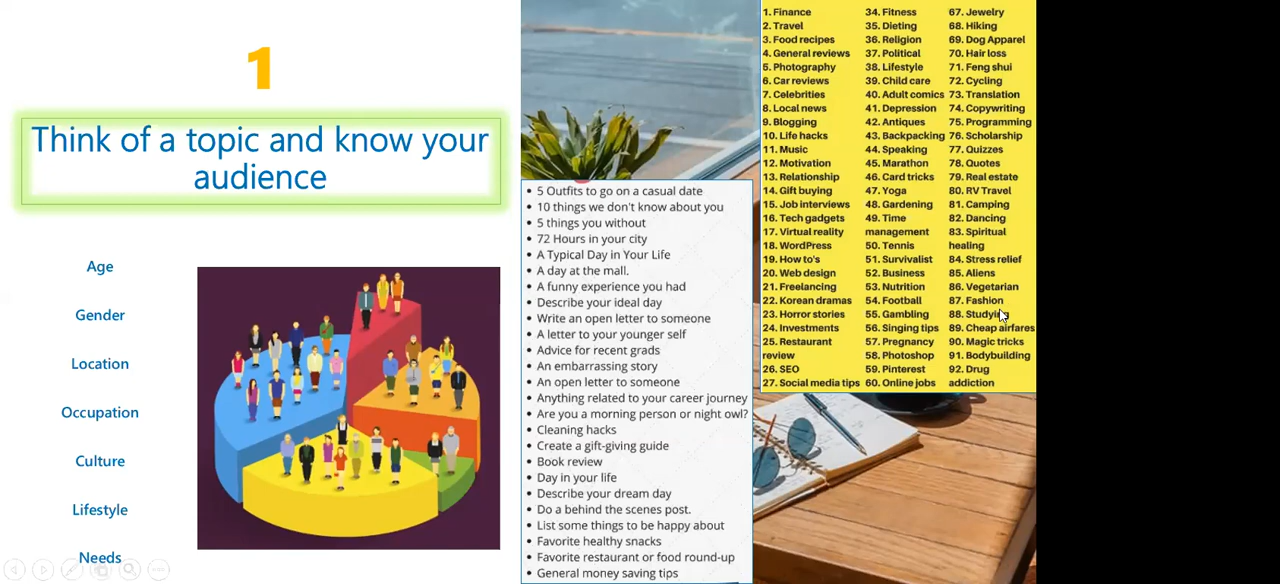 1
Think of a topic and know your
audience
Age
Gender
Location
Occupation
Culture
Lifestyle
Needs
• 5 Outfits to go on a casual date
• 10 things we don't know about you
• 5 things you without
• 72 Hours in your city
• A Typical Day in Your Life
• A day at the mall.
• A funny experience you had
• Describe your ideal day
• Write an open letter to someone
• A letter to your younger self
• Advice for recent grads
• An embarrassing story
• An open letter to someone
• Anything related to your career journey
• Are you a morning person or night owl?
• Cleaning hacks
• Create a gift-giving guide
• Book review
• Day in your life
• Describe your dream day
• Do a behind the scenes post.
• List some things to be happy about
• Favorite healthy snacks
• Favorite restaurant or food round-up
• General money saving tips
1. Finance
2. Travel
3. Food recipes
4. General reviews
5. Photography
6. Car reviews
7. Celebrities
8. Local news
9. Blogging
10. Life hacks
11. Music
12. Motivation
13. Relationship
14. Gift buying
15. Job interviews
16. Tech gadgets
17. Virtual reality
18. WordPress
19. How to's
20. Web design
21. Freelancing
22. Korean dramas
23. Horror stories
24. Investments
25. Restaurant
review
26. SEO
27. Social media tips
34. Fitness
35. Dieting
36. Religion
37. Political
38. Lifestyle
39. Child care
40. Adult comics
41. Depression
42. Antiques
43. Backpacking
44. Speaking
45. Marathon
46. Card tricks
47. Yoga
48. Gardening
49. Time
management
50. Tennis
51. Survivalist
52. Business
53. Nutrition
54. Football
55. Gambling
56. Singing tips
57. Pregnancy
58. Photoshop
59. Pinterest
60. Online jobs
67. Jewelry
68. Hiking
69. Dog Apparel
70. Hair loss
71. Feng shui
72. Cycling
73. Translation
74. Copywriting
75. Programming
76. Scholarship
77. Quizzes
78. Quotes
79. Real estate
80. RV Travel
81. Camping
82. Dancing
83. Spiritual
healing
84. Stress relief
85. Aliens
86. Vegetarian
87. Fashion
88. Studying
89. Cheap airfares
90. Magic tricks
91. Bodybuilding
92. Drug
addiction